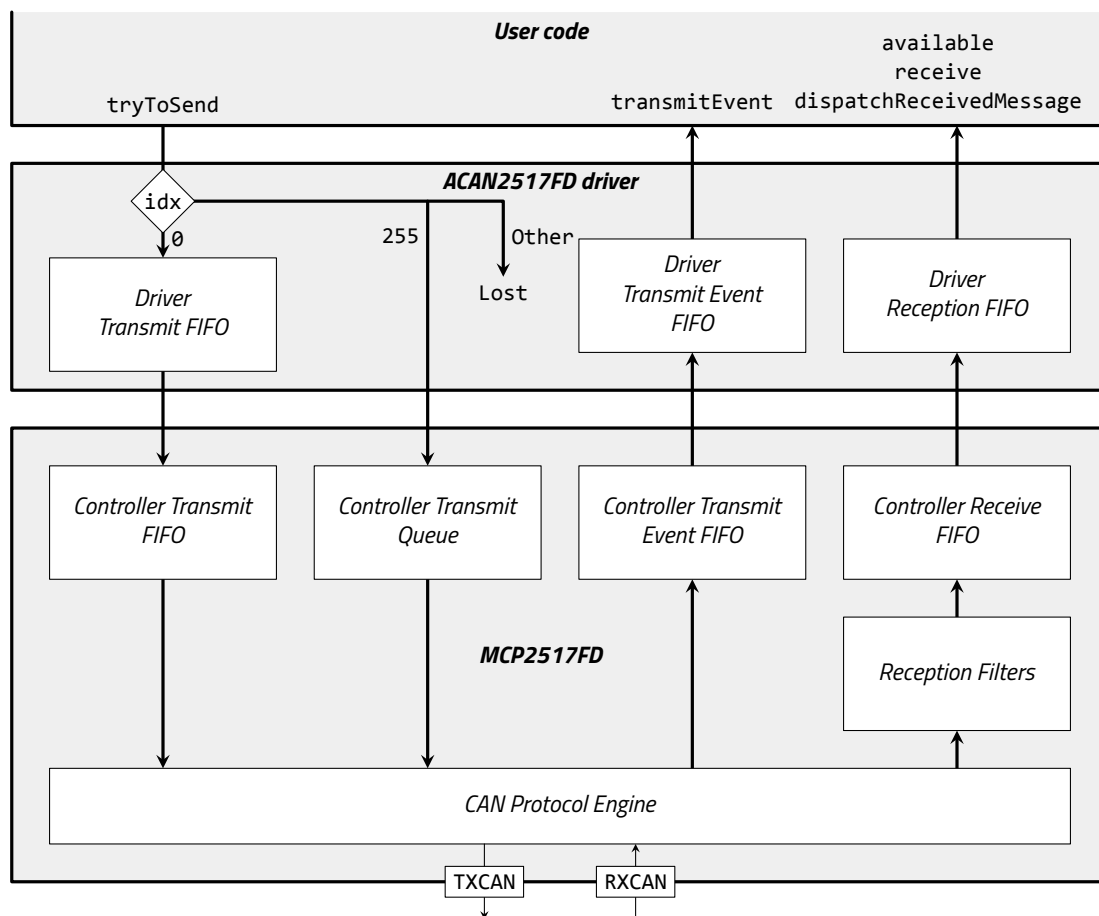 User code
available
receive
tryToSend
transmitEvent
dispatchReceivedMessage
ACAN2517FD driver
idx
0
255
Other
Lost
Driver
Transmit FIFO
Driver
Transmit Event
FIFO
Driver
Reception FIFO
Controller Transmit
FIFO
Controller Transmit
Queue
Controller Transmit
Event FIFO
Controller Receive
FIFO
MCP2517FD
Reception Filters
CAN Protocol Engine
TXCAN
RXCAN